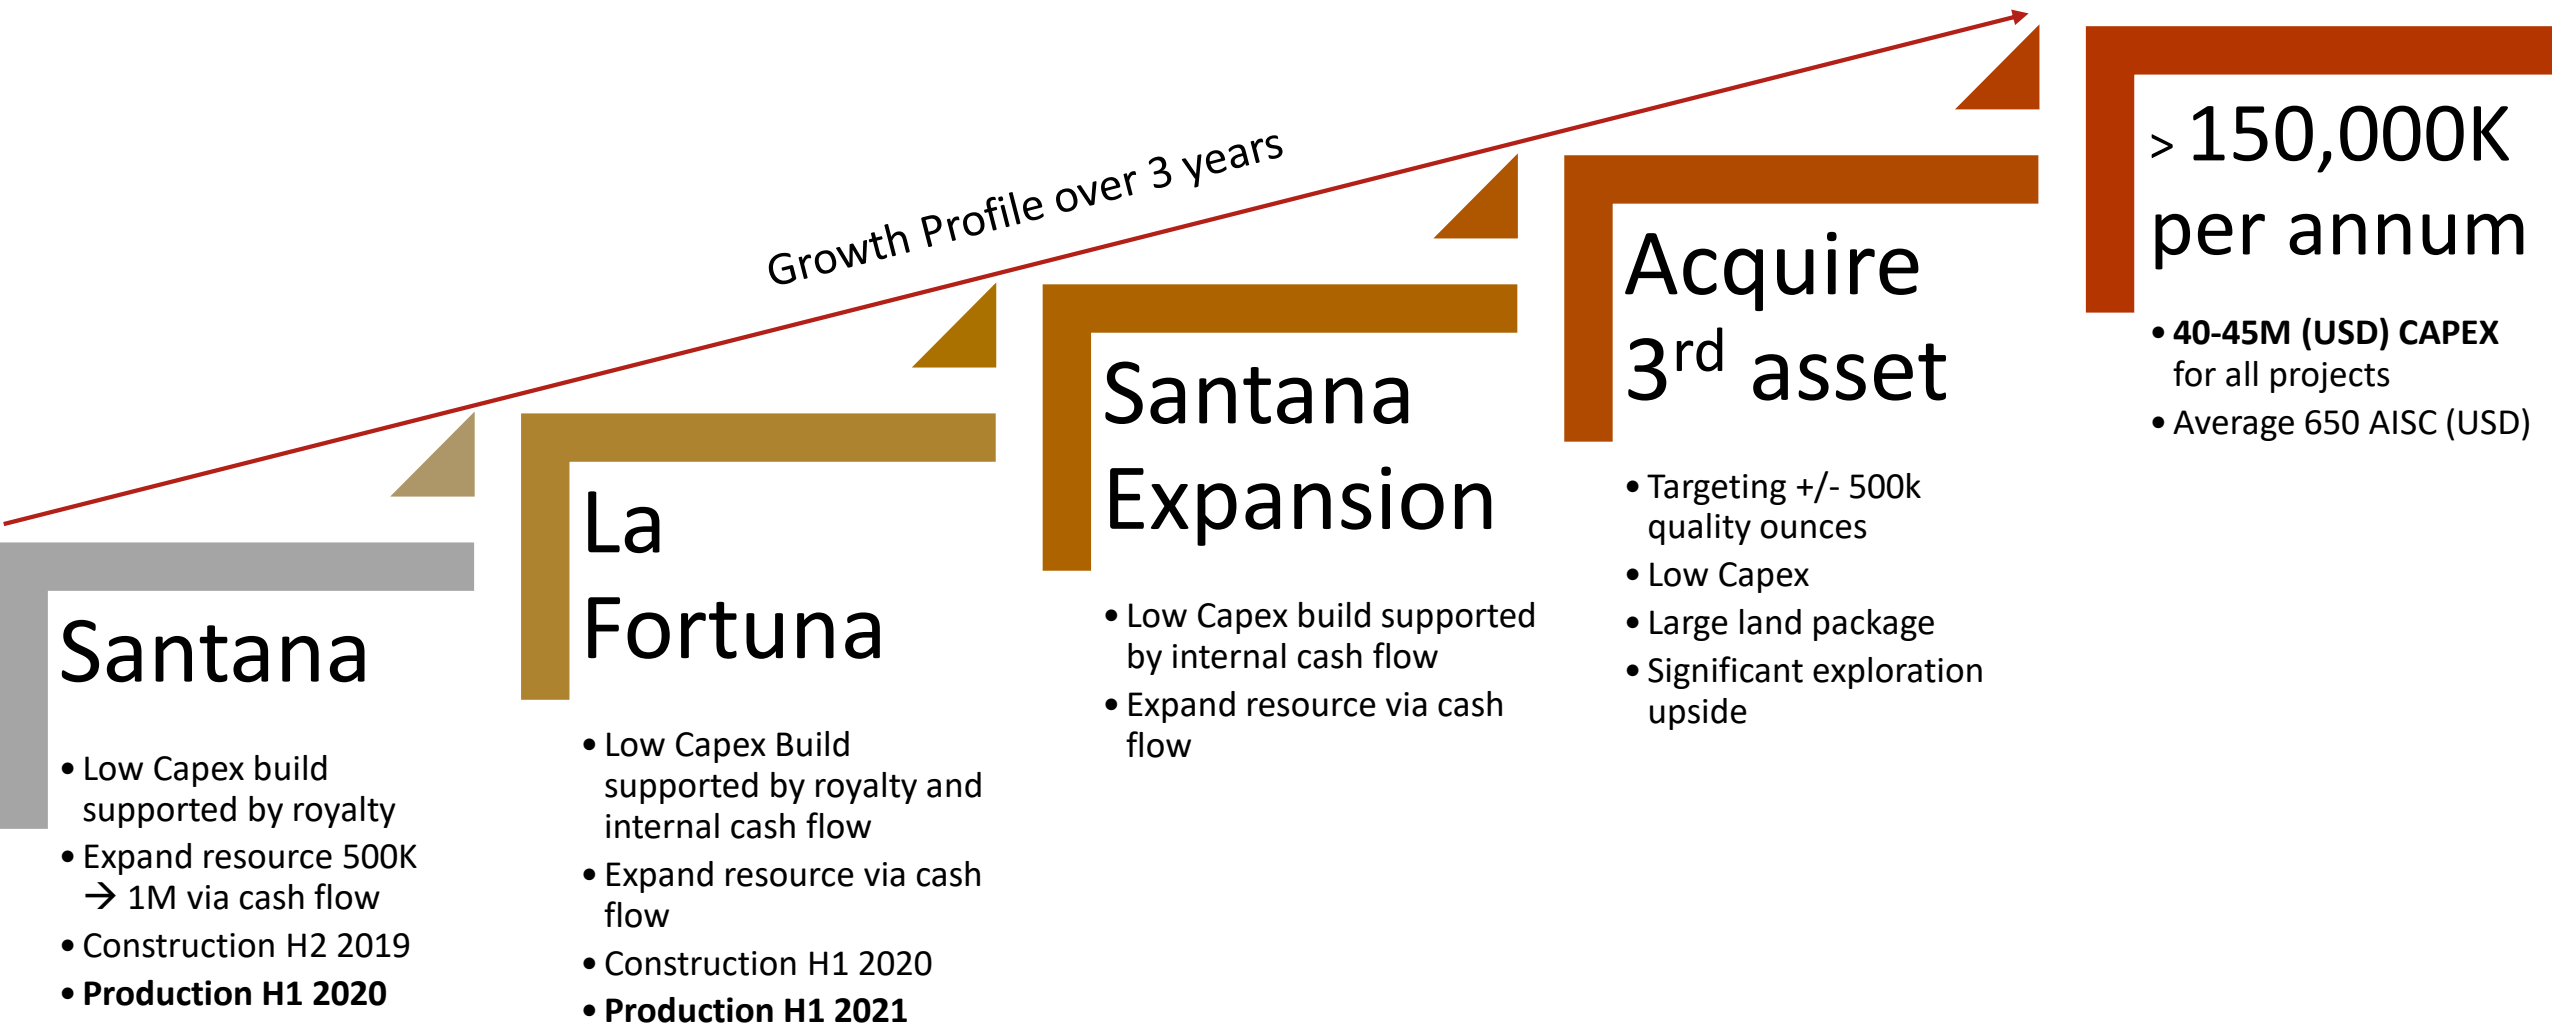 Growth Profile over 3 years
Santana
• Low Capex build
supported by royalty
• Expand resource 500K
→ 1M via cash flow
• Construction H2 2019
• Production H1 2020
La
Fortuna
• Low Capex Build
supported by royalty and
internal cash flow
• Expand resource via cash
flow
• Construction H1 2020
• Production H1 2021
Santana
Expansion
• Low Capex build supported
by internal cash flow
• Expand resource via cash
flow
Acquire
3rd asset
• Targeting +/- 500k
quality ounces
• Low Capex
• Large land package
• Significant exploration
upside
> 150,000K
per annum
• 40-45M (USD) CAPEX
for all projects
• Average 650 AISC (USD)